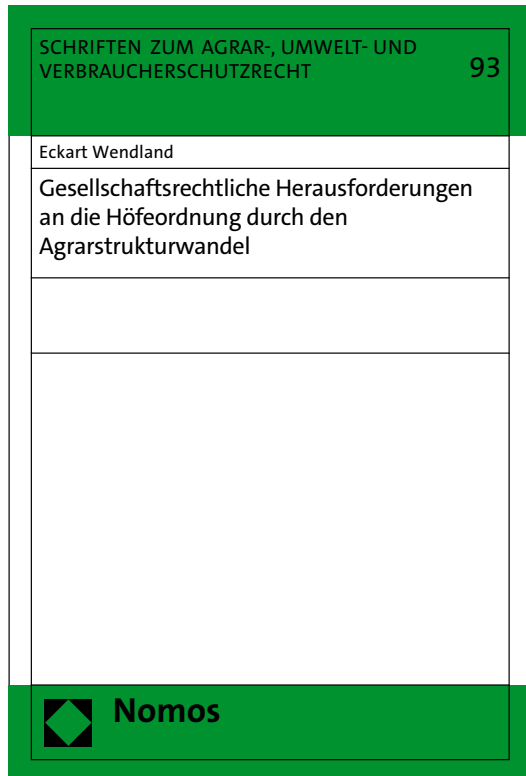 SCHRIFTEN ZUM AGRAR-, UMWELT- UND
VERBRAUCHERSCHUTZRECHT
93
Eckart Wendland
Gesellschaftsrechtliche Herausforderungen
an die Höfeordnung durch den
Agrarstrukturwandel
Nomos